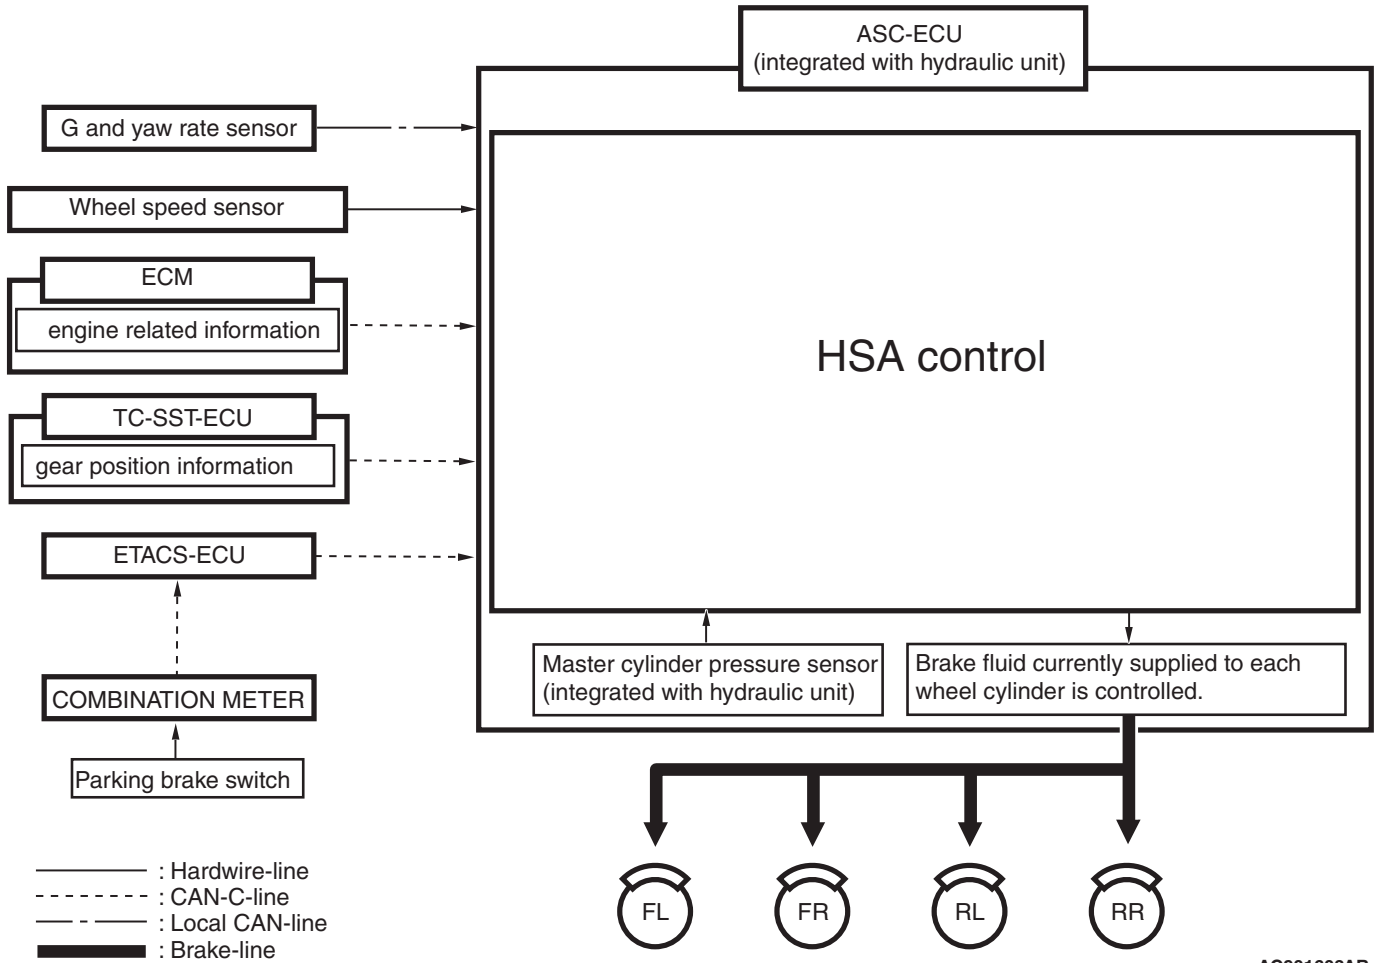 ASC-ECU
(integrated with hydraulic unit)
G and yaw rate sensor
Wheel speed sensor
ECM
engine related information
HSA control
TC-SST-ECU
gear position information
ETACS-ECU
Master cylinder pressure sensor
(integrated with hydraulic unit)
Brake fluid currently supplied to each
wheel cylinder is controlled.
COMBINATION METER
Parking brake switch
: Hardwire-line
: CAN-C-line
: Local CAN-line
: Brake-line
FL
FR
RL
RR